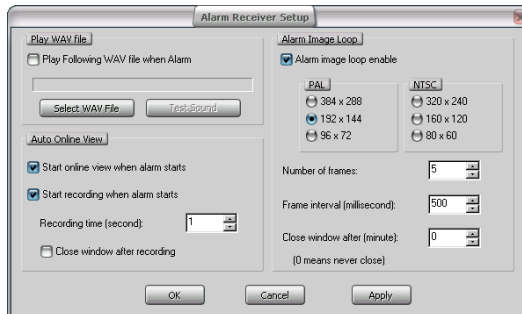 Alarm Receiver Setup
Play WAV file
Play Following WAV file when Alarm
Select WAV File
Test Sound
Auto Online View
Start online view when alarm starts
Start recording when alarm starts
Recording time (second): 1
Close window after recording
Alarm Image Loop
Alarm image loop enable
PAL
384 x 288
192 x 144
96 x 72
NTSC
320 x 240
160 x 120
80 x 60
Number of frames: 5
Frame interval (millisecond): 500
Close window after (minute): 0
(0 means never close)
OK
Cancel
Apply